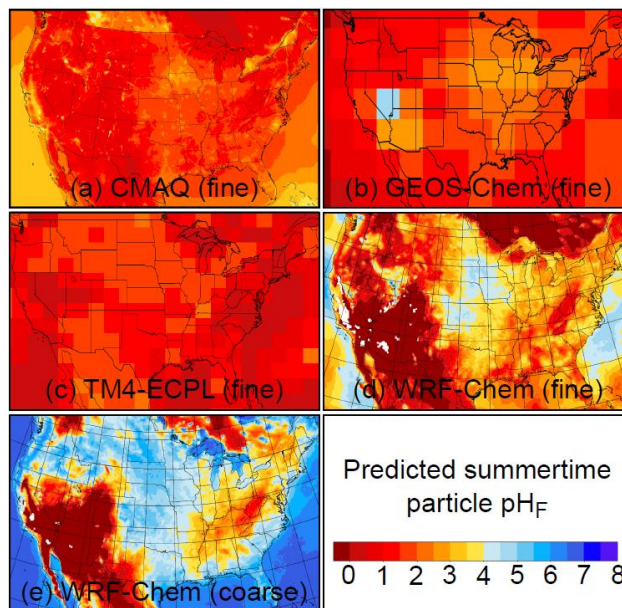 (a) CMAQ (fine)
(b) GEOS-Chem (fine)
(c) TM4-ECPL (fine)
(d) WRF-Chem (fine)
(e) WRF-Chem (coarse)
Predicted summertime
particle pHF
0 1 2 3 4 5 6 7 8